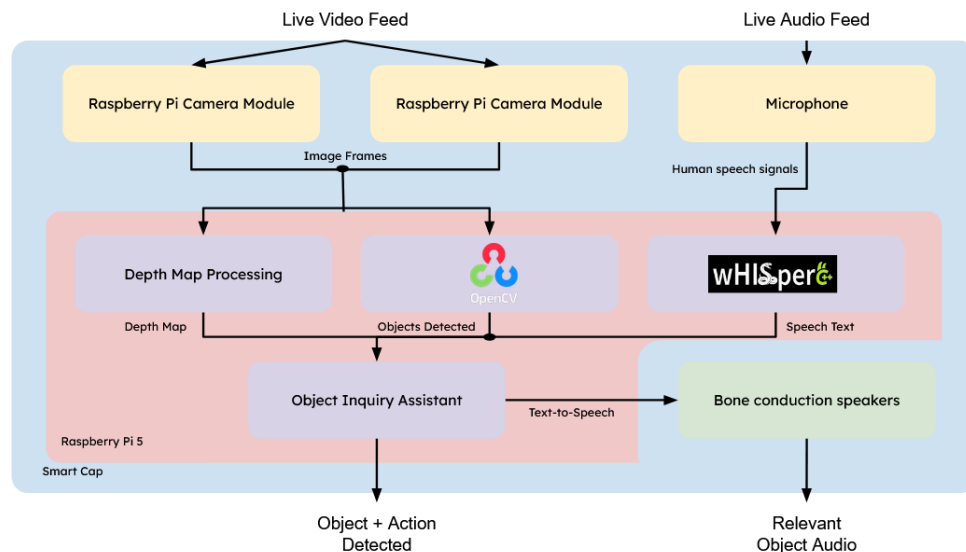 Live Video Feed
Live Audio Feed
Raspberry Pi Camera Module
Raspberry Pi Camera Module
Microphone
Image Frames
Human speech signals
Depth Map Processing
OpenCV
wHISper
Depth Map
Objects Detected
Speech Text
Object Inquiry Assistant
Text-to-Speech
Bone conduction speakers
Raspberry Pi 5
Smart Cap
Object + Action
Detected
Relevant
Object Audio